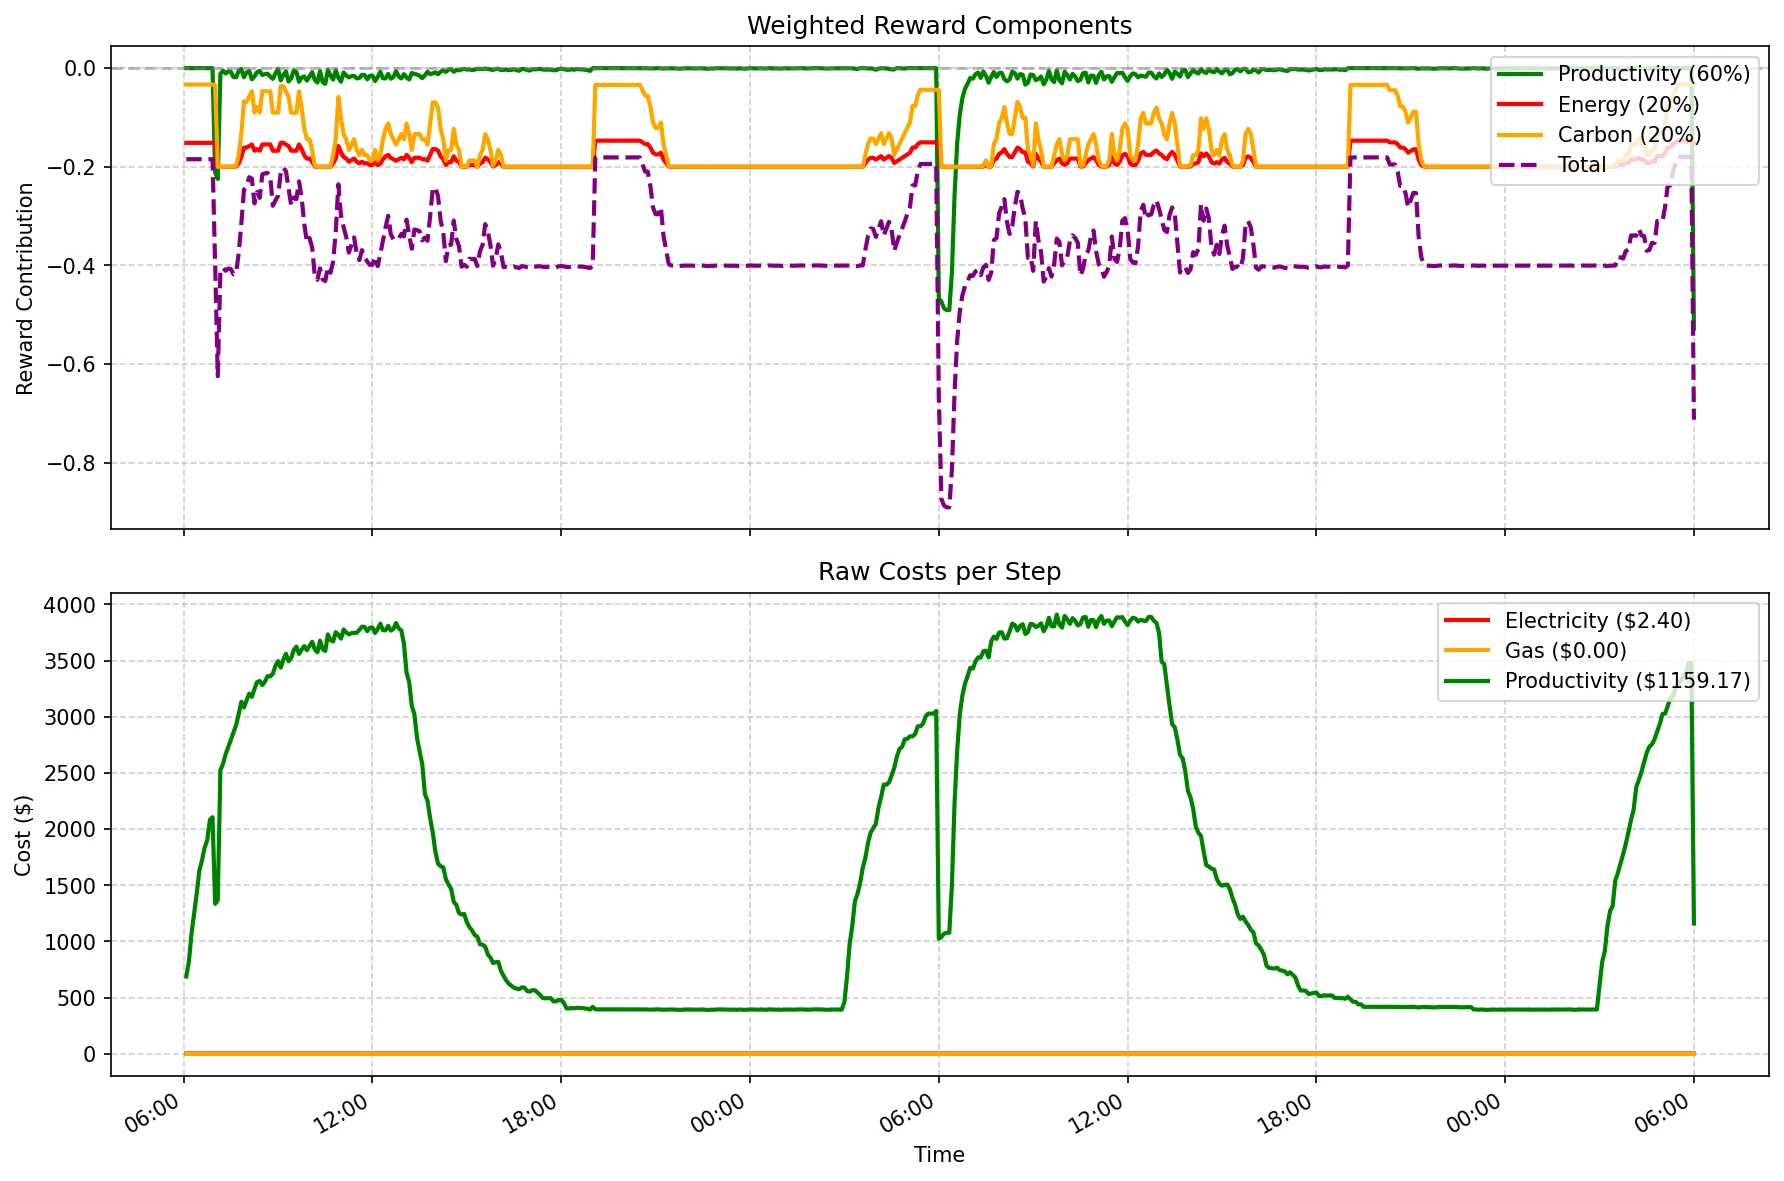 Weighted Reward Components
Reward Contribution
0.0
−0.2
−0.4
−0.6
−0.8
Productivity (60%)
Energy (20%)
Carbon (20%)
Total
Raw Costs per Step
Cost ($)
4000
3500
3000
2500
2000
1500
1000
500
0
Electricity ($2.40)
Gas ($0.00)
Productivity ($1159.17)
06:00
12:00
18:00
00:00
06:00
12:00
18:00
00:00
06:00
Time